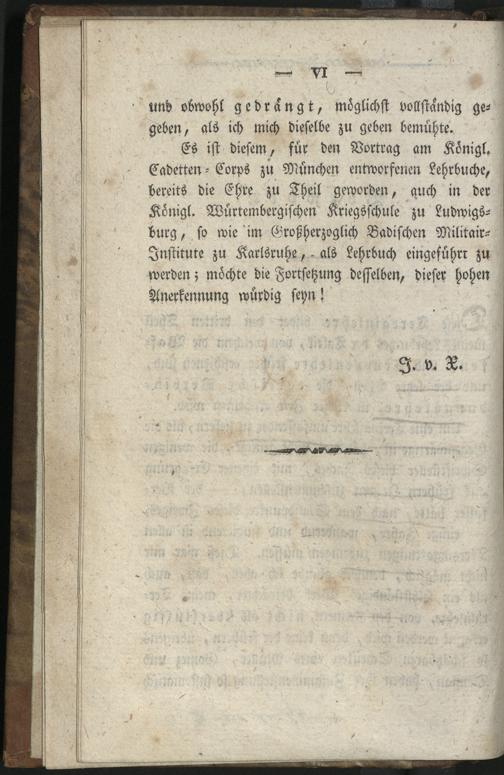 — VI —
und obwohl gedrängt, möglichst vollständig ge-
geben, als ich mich dieselbe zu geben bemühte.
Es ist diesem, für den Vortrag am Königl.
Cadetten-Corps zu München entworfenen Lehrbuche,
bereits die Ehre zu Theil geworden, auch in der
Königl. Würtembergischen Kriegsschule zu Ludwigs-
burg, so wie im Großherzoglich Badischen Militair-
Institute zu Karlsruhe, als Lehrbuch eingeführt zu
werden; möchte die Fortsetzung desselben, dieser hohen
Anerkennung würdig seyn!
J. v. X.